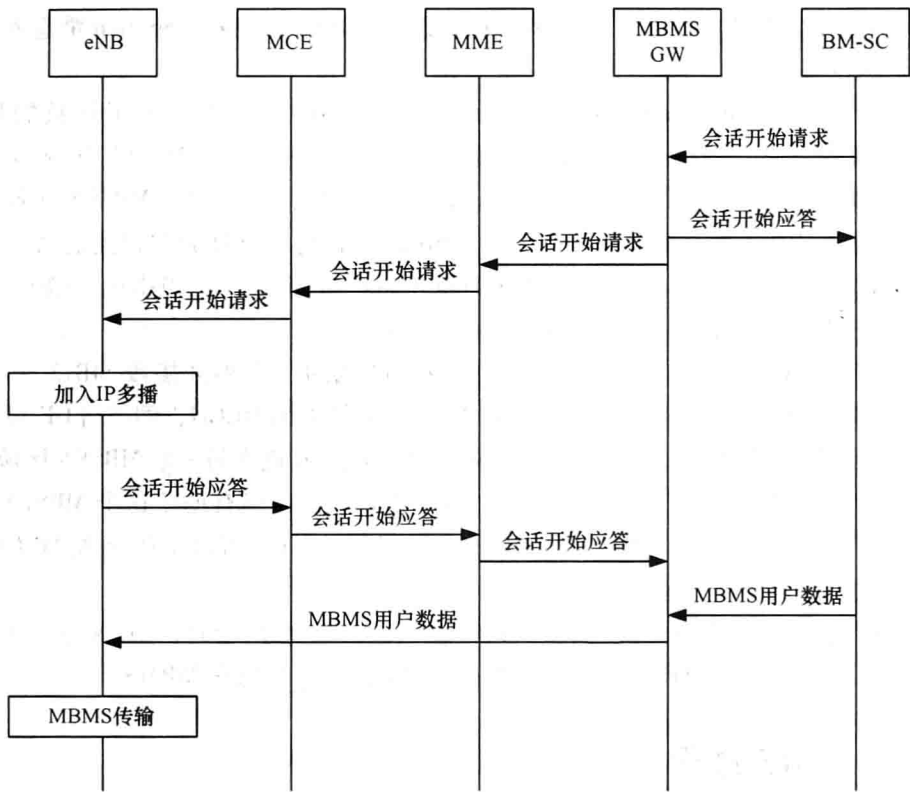 eNB
MCE
MME
MBMS
GW
BM-SC
会话开始请求
会话开始应答
会话开始请求
会话开始请求
会话开始请求
加入IP多播
会话开始应答
会话开始应答
会话开始应答
MBMS用户数据
MBMS用户数据
MBMS传输